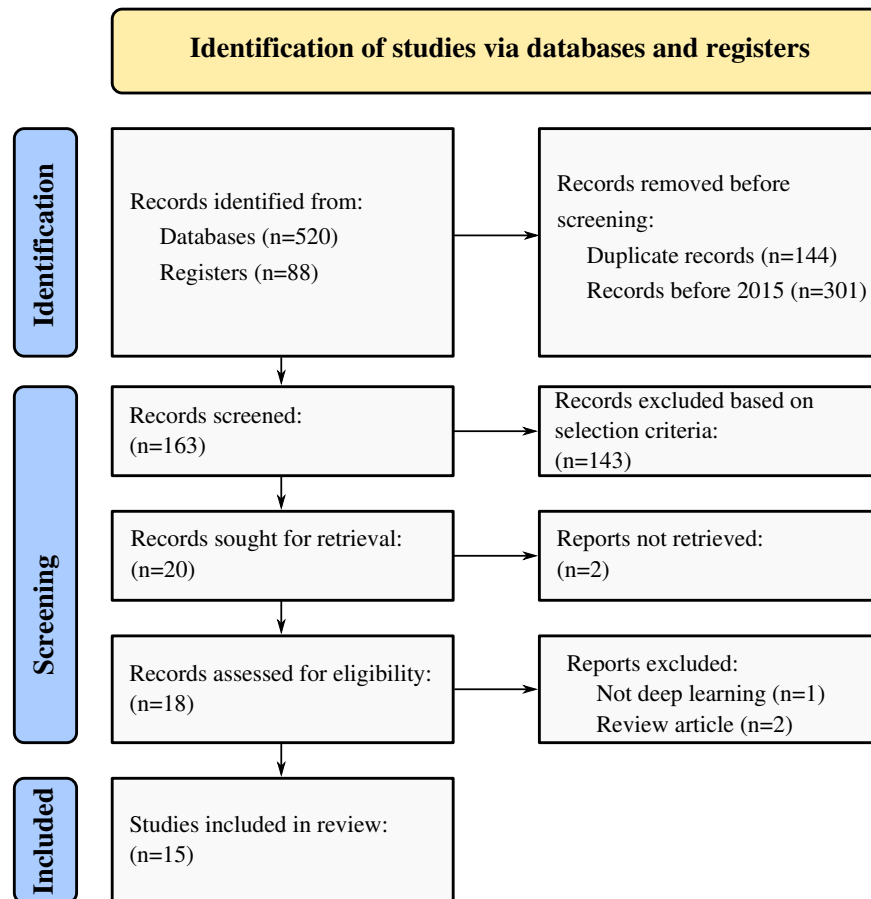 Identification of studies via databases and registers
Identification
Records identified from:
Databases (n=520)
Registers (n=88)
Records removed before
screening:
Duplicate records (n=144)
Records before 2015 (n=301)
Screening
Records screened:
(n=163)
Records excluded based on
selection criteria:
(n=143)
Records sought for retrieval:
(n=20)
Reports not retrieved:
(n=2)
Records assessed for eligibility:
(n=18)
Reports excluded:
Not deep learning (n=1)
Review article (n=2)
Included
Studies included in review:
(n=15)